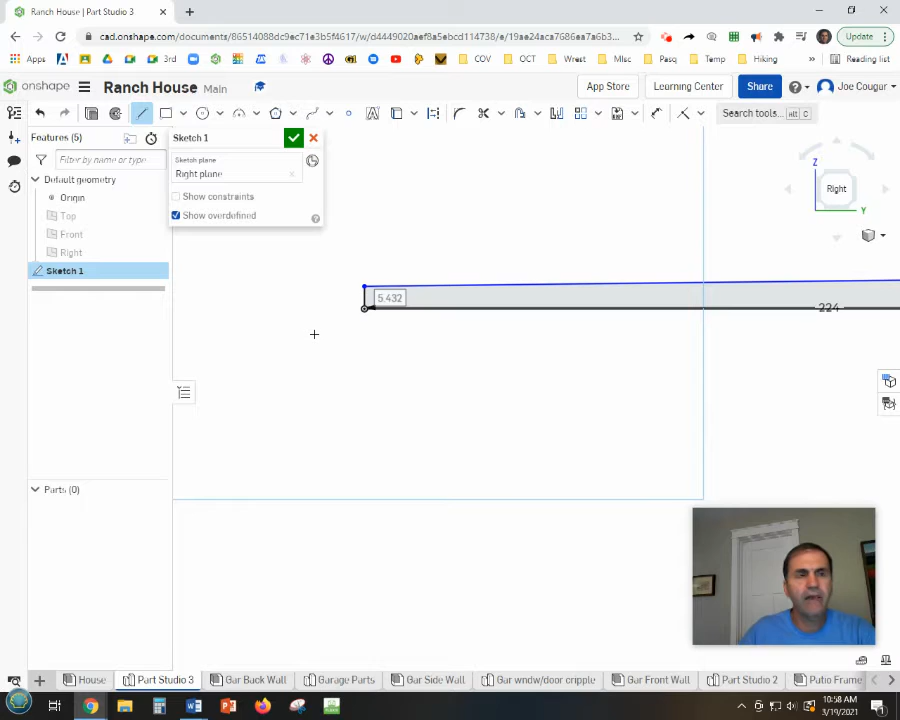 Ranch House | Part Studio 3
cad.onshape.com/documents/86514088dc9ec71e3b5f4617/w/d4449020aef8a5ebcd114738/e/19ae24aca7686ea7a6b3...
Update
Apps
3rd
COV
OCT
Wrest
MIsc
Pasq
Temp
Hiking
Reading list
onshape
Ranch House Main
App Store
Learning Center
Share
Joe Cougar
Search tools...
alt C
Features (5)
Filter by name or type
Default geometry
Origin
Top
Front
Right
Sketch 1
Sketch 1
Sketch plane
Right plane
Show constraints
Show overdefined
Z
Right
Y
5.432
224
Parts (0)
House
Part Studio 3
Gar Back Wall
Garage Parts
Gar Side Wall
Gar wndw/door cripple
Gar Front Wall
Part Studio 2
Patio Frame
10:58 AM
3/19/2021